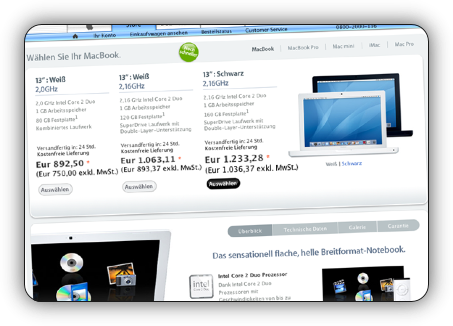 Store
Ihr Konto
Einkaufswagen ansehen
Bestellstatus
Customer Service
Wählen Sie Ihr MacBook.
MacBook
MacBook Pro
Mac mini
iMac
Mac Pro
13" : Weiß
2,0GHz
2,0 GHz Intel Core 2 Duo
1 GB Arbeitsspeicher
80 GB Festplatte1
Kombiniertes Laufwerk
Versandfertig in: 24 Std.
Kostenfreie Lieferung
Eur 892,50 *
(Eur 750,00 exkl. MwSt.)
Auswählen
13" : Weiß
2,16GHz
2,16 GHz Intel Core 2 Duo
1 GB Arbeitsspeicher
120 GB Festplatte1
SuperDrive Laufwerk mit
Double-Layer-Unterstützung
Versandfertig in: 24 Std.
Kostenfreie Lieferung
Eur 1.063,11 *
(Eur 893,37 exkl. MwSt.)
Auswählen
13" : Schwarz
2,16GHz
2,16 GHz Intel Core 2 Duo
1 GB Arbeitsspeicher
160 GB Festplatte1
SuperDrive Laufwerk mit
Double-Layer-Unterstützung
Versandfertig in: 24 Std.
Kostenfreie Lieferung
Eur 1.233,28 *
(Eur 1.036,37 exkl. MwSt.)
Auswählen
Weiß | Schwarz
Überblick
Technische Daten
Galerie
Garantie
Das sensationell flache, helle Breitformat-Notebook.
intel
Intel Core 2 Duo Prozessor
Dank Intel Core 2 Duo
Prozessoren mit
Geschwindigkeiten von bis zu